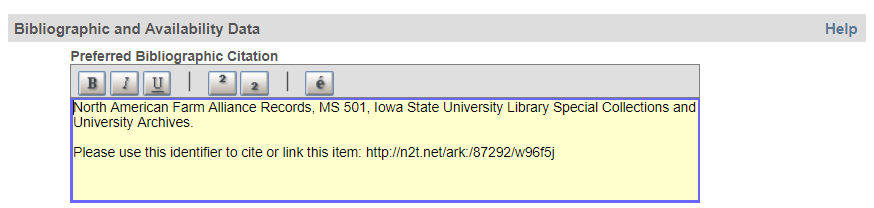 Bibliographic and Availability Data
Help
Preferred Bibliographic Citation
B I U | 2 2 | é
North American Farm Alliance Records, MS 501, Iowa State University Library Special Collections and
University Archives.
Please use this identifier to cite or link this item: http://n2t.net/ark:/87292/w96f5j